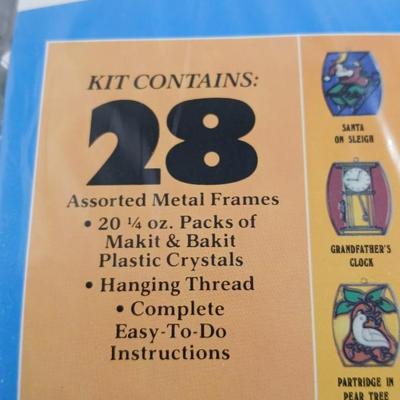 KIT CONTAINS:
28
Assorted Metal Frames
• 20 ¼ oz. Packs of
Makit & Bakit
Plastic Crystals
• Hanging Thread
• Complete
Easy-To-Do
Instructions
SANTA
ON SLEIGH
GRANDFATHER'S
CLOCK
PARTRIDGE IN
PEAR TREE